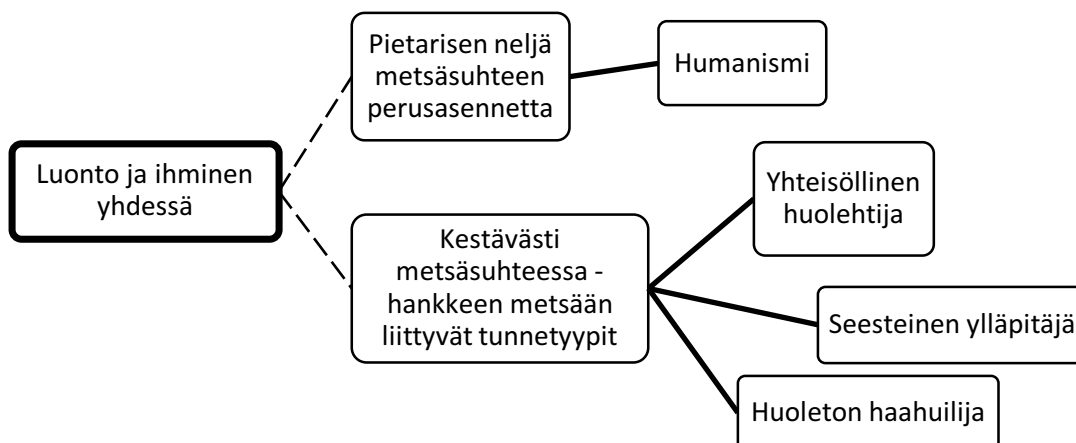 Luonto ja ihminen
yhdessä
Pietarisen neljä
metsäsuhteen
perusasennetta
Humanismi
Kestävästi
metsäsuhteessa -
hankkeen metsään
liittyvät tunnetyypit
Yhteisöllinen
huolehtija
Seesteinen ylläpitäjä
Huoleton haahuilija